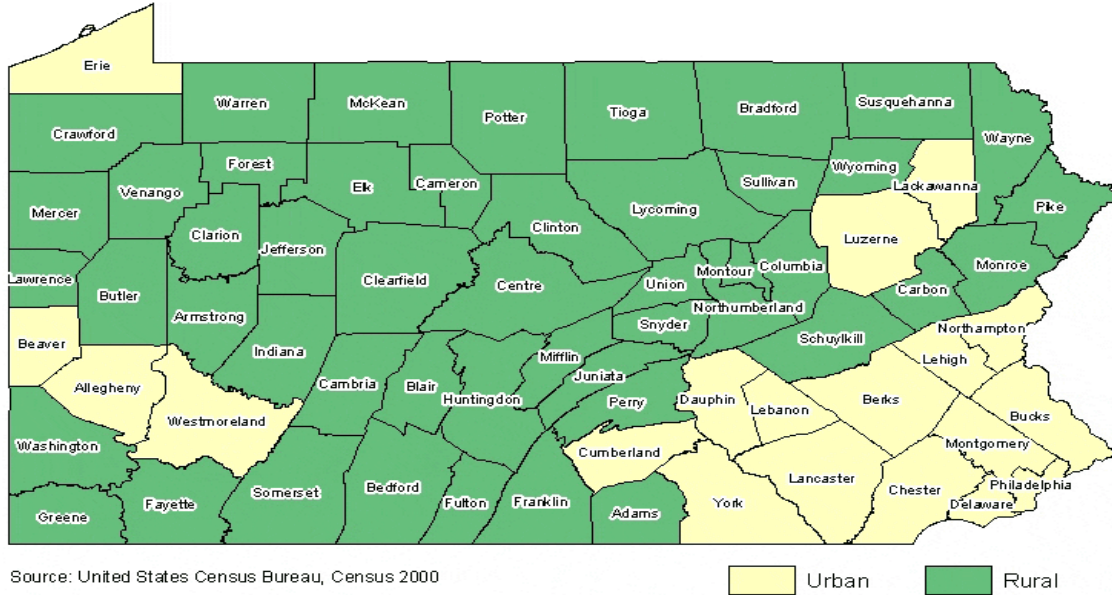 Erie
Warren
McKean
Potter
Tioga
Bradford
Susquehanna
Crawford
Wayne
Forest
Wyoming
Venango
Elk
Cameron
Sullivan
Lackawanna
Mercer
Lycoming
Pike
Clarion
Clinton
Jefferson
Luzerne
Lawrence
Clearfield
Centre
Union
Montour
Columbia
Monroe
Butler
Carbon
Armstrong
Northumberland
Snyder
Northampton
Beaver
Indiana
Schuylkill
Mifflin
Lehigh
Allegheny
Cambria
Blair
Juniata
Huntingdon
Perry
Dauphin
Lebanon
Berks
Bucks
Westmoreland
Washington
Montgomery
Cumberland
Lancaster
Philadelphia
Somerset
Bedford
Fulton
Franklin
York
Chester
Delaware
Fayette
Greene
Adams
Source: United States Census Bureau, Census 2000
Urban
Rural